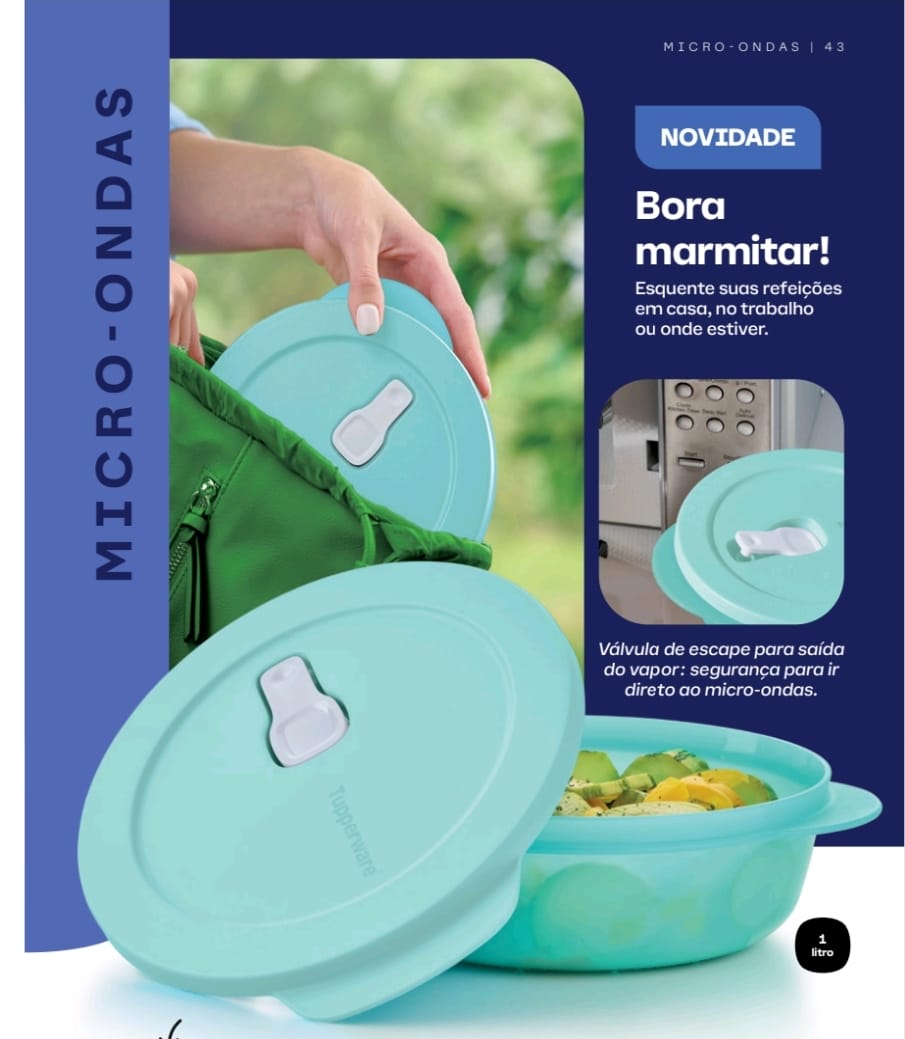 MICRO-ONDAS | 43
MICRO-ONDAS
NOVIDADE
Bora
marmitar!
Esquente suas refeições
em casa, no trabalho
ou onde estiver.
Válvula de escape para saída
do vapor: segurança para ir
direto ao micro-ondas.
Tupperware
1
litro